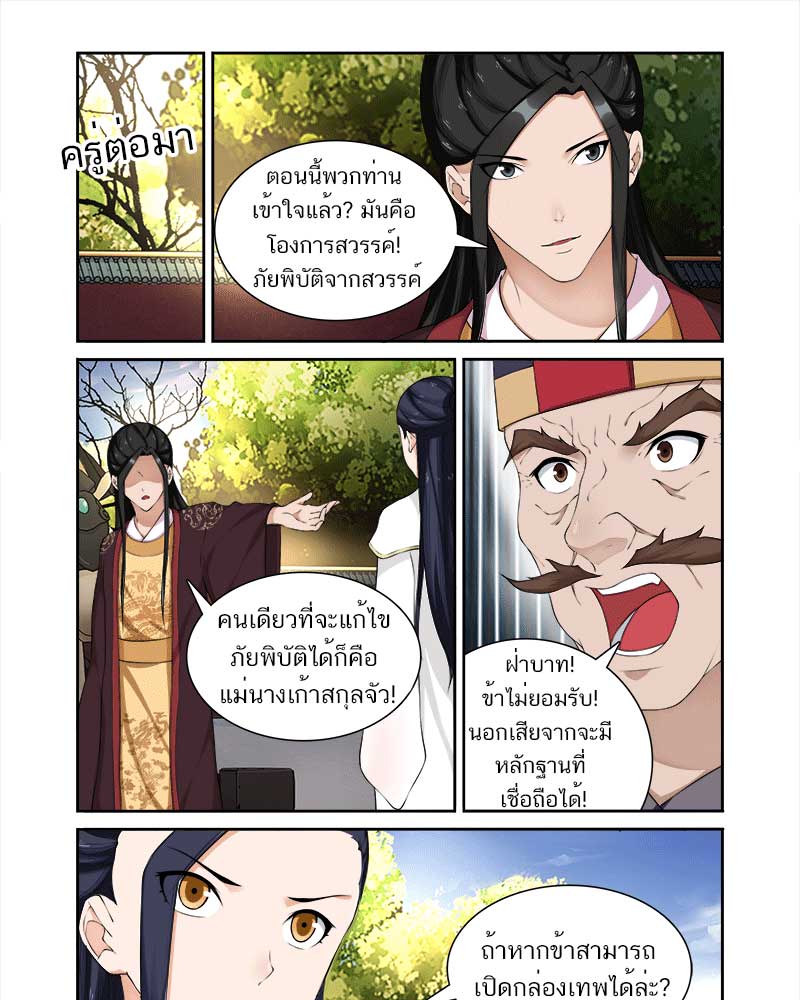 ครู่ต่อมา
ตอนนี้พวกท่าน
เข้าใจแล้ว? มันคือ
โองการสวรรค์!
ภัยพิบัติจากสวรรค์
คนเดียวที่จะแก้ไข
ภัยพิบัติได้ก็คือ
แม่นางเก้าสกุลจัว!
ฝ่าบาท!
ข้าไม่ยอมรับ!
นอกเสียจากจะมี
หลักฐานที่
เชื่อถือได้!
ถ้าหากข้าสามารถ
เปิดกล่องเทพได้ล่ะ?